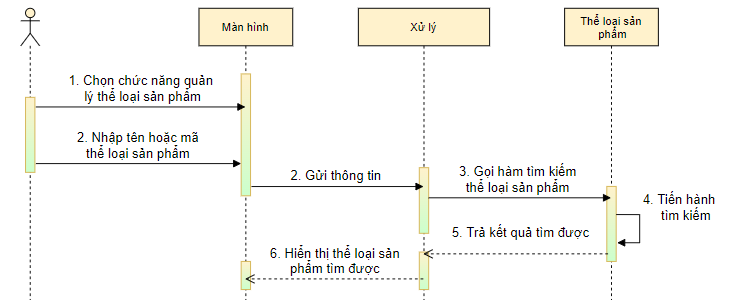 Màn hình
Xử lý
Thể loại sản
phẩm
1. Chọn chức năng quản
lý thể loại sản phẩm
2. Nhập tên hoặc mã
thể loại sản phẩm
2. Gửi thông tin
3. Gọi hàm tìm kiếm
thể loại sản phẩm
4. Tiến hành
tìm kiếm
5. Trả kết quả tìm được
6. Hiển thị thể loại sản
phẩm tìm được